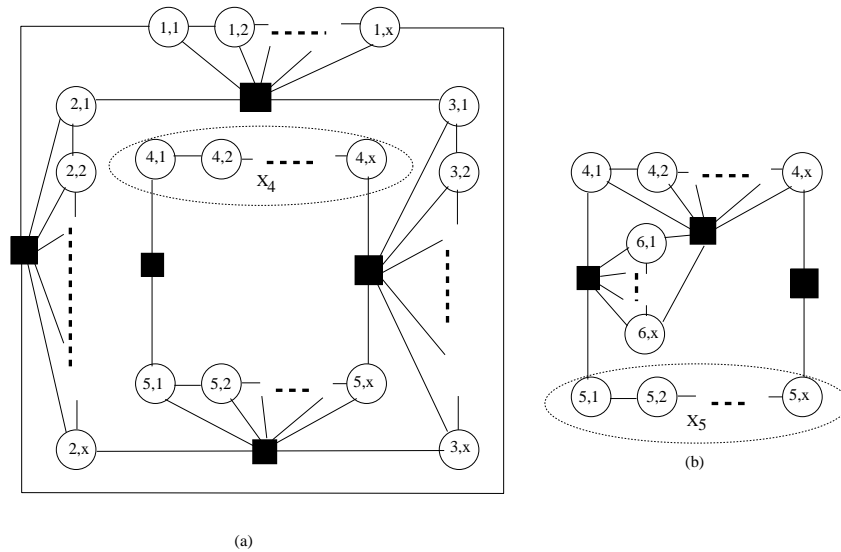 1,1 1,2 1,x
2,1 3,1
4,1 4,2 4,x
2,2 3,2
X4
5,1 5,2 5,x
2,x 3,x
(a)
4,1 4,2 4,x
6,1
6,x
5,1 5,2 5,x
X5
(b)